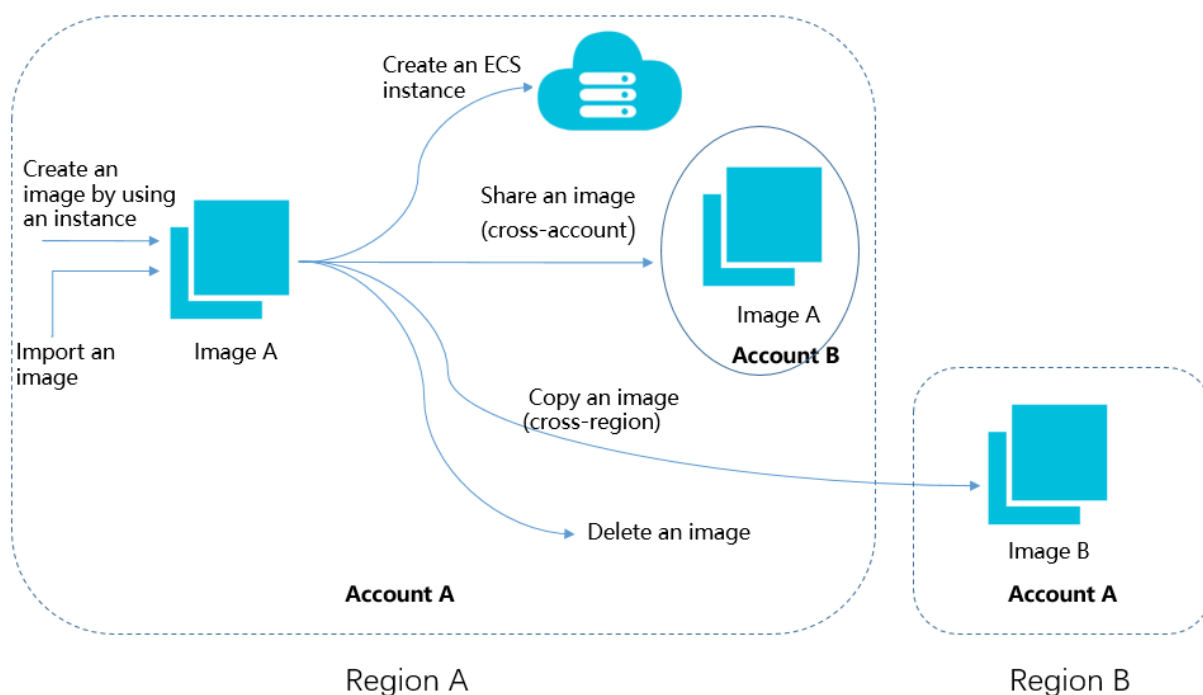 Create an ECS
instance
Create an
image by using
an instance
Share an image
(cross-account)
Image A
Account B
Import an
image
Image A
Copy an image
(cross-region)
Delete an image
Image B
Account A
Account A
Region A
Region B